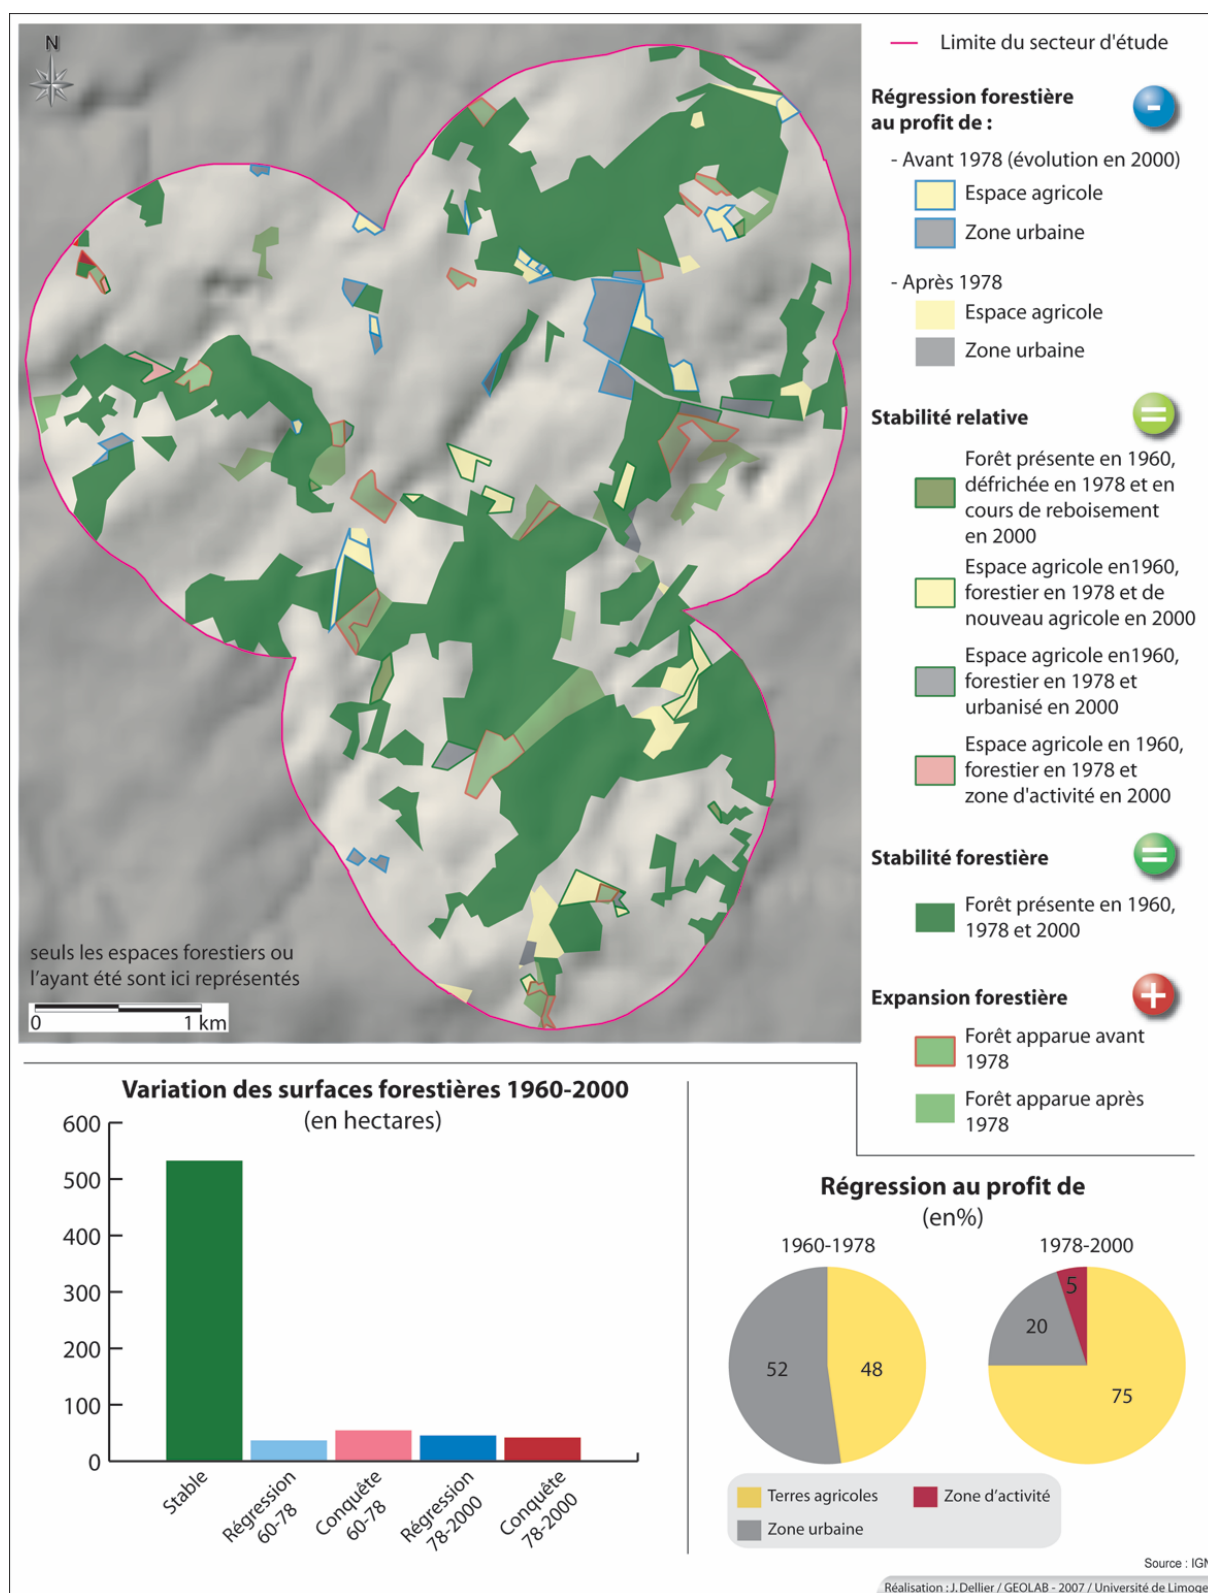 N
seuls les espaces forestiers ou
l'ayant été sont ici représentés
0 1 km
Limite du secteur d'étude
Régression forestière
au profit de :
-
- Avant 1978 (évolution en 2000)
Espace agricole
Zone urbaine
- Après 1978
Espace agricole
Zone urbaine
Stabilité relative
=
Forêt présente en 1960,
défrichée en 1978 et en
cours de reboisement
en 2000
Espace agricole en1960,
forestier en 1978 et de
nouveau agricole en 2000
Espace agricole en1960,
forestier en 1978 et
urbanisé en 2000
Espace agricole en 1960,
forestier en 1978 et
zone d'activité en 2000
Stabilité forestière
=
Forêt présente en 1960,
1978 et 2000
Expansion forestière
+
Forêt apparue avant
1978
Forêt apparue après
1978
Variation des surfaces forestières 1960-2000
(en hectares)
600
500
400
300
200
100
0
Stable
Régression
60-78
Conquête
60-78
Régression
78-2000
Conquête
78-2000
Régression au profit de
(en%)
1960-1978
1978-2000
52
48
5
20
75
Terres agricoles
Zone d'activité
Zone urbaine
Source : IGN
Réalisation : J. Dellier / GEOLAB - 2007 / Université de Limoge